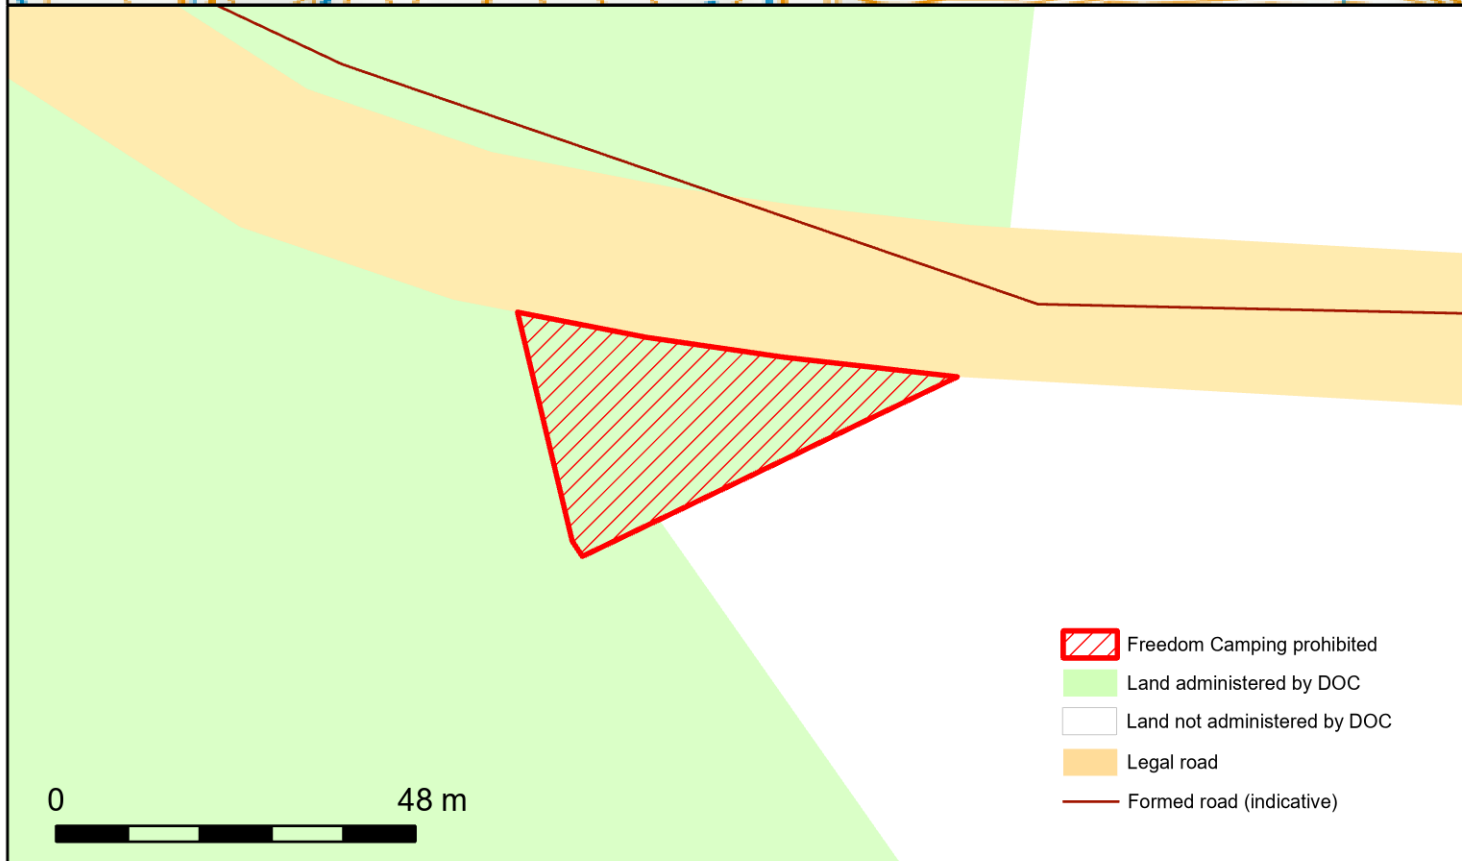 Freedom Camping prohibited
Land administered by DOC
Land not administered by DOC
Legal road
Formed road (indicative)
0 48 m